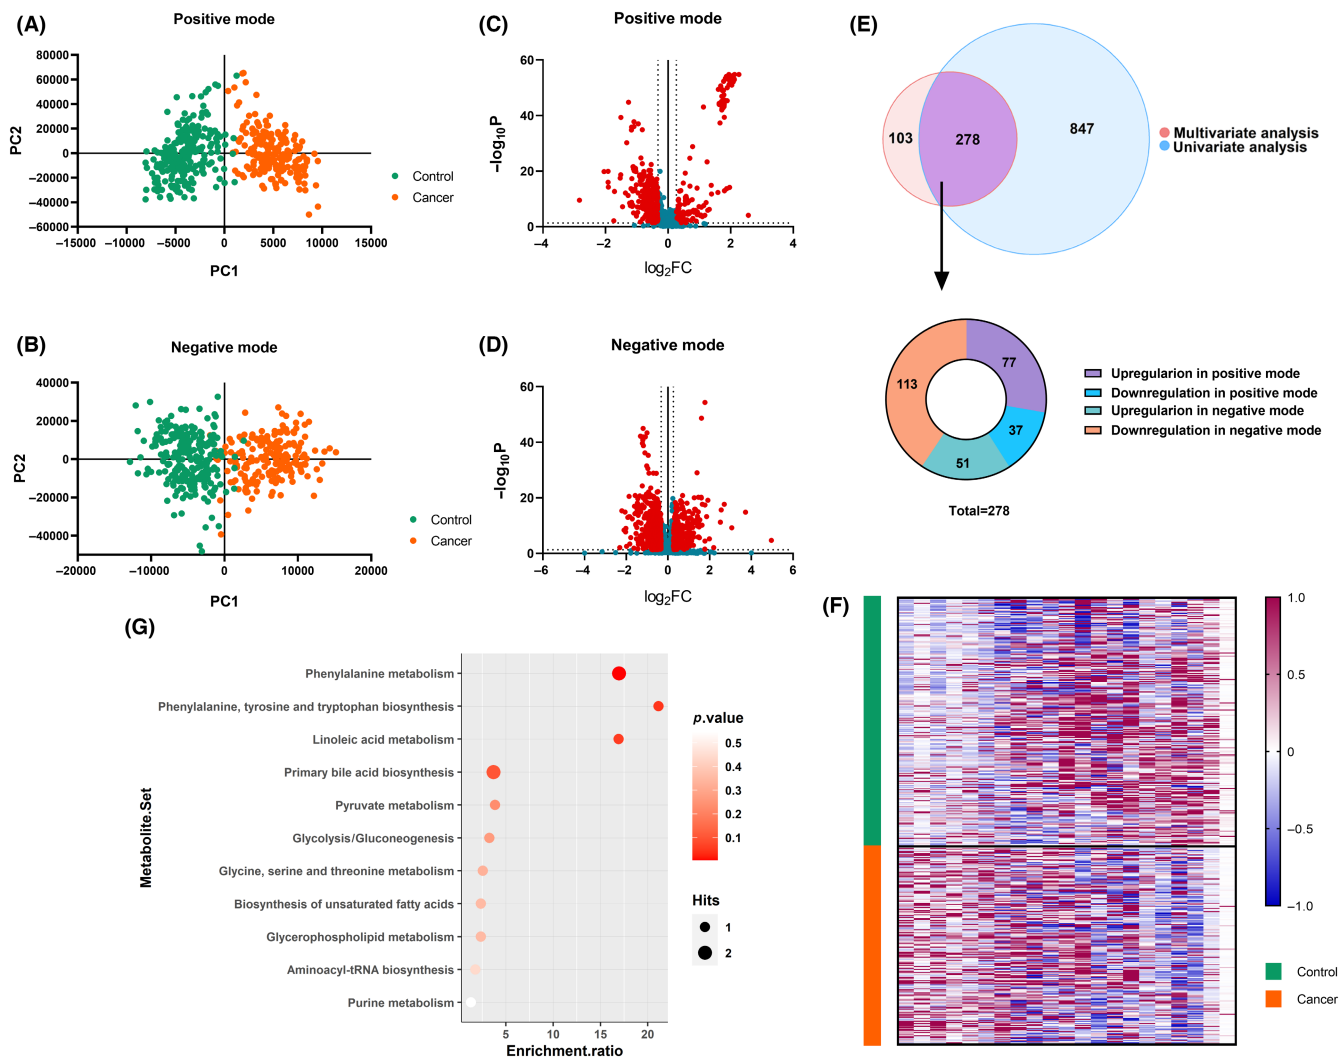 (A)
Positive mode
80000
60000
40000
20000
0
−20000
−40000
−60000
PC2
−15000 −10000 −5000 0 5000 10000 15000
PC1
Control
Cancer
(B)
Negative mode
40000
20000
0
−20000
−40000
PC2
−20000 −10000 0 10000 20000
PC1
Control
Cancer
(C)
Positive mode
60
40
20
0
−log10P
−4 −2 0 2 4
log2FC
(D)
Negative mode
60
40
20
0
−log10P
−6 −4 −2 0 2 4 6
log2FC
(E)
103
278
847
Multivariate analysis
Univariate analysis
77
37
51
113
Total=278
Upregularion in positive mode
Downregulation in positive mode
Upregularion in negative mode
Downregulation in negative mode
(F)
1.0
0.5
0
−0.5
−1.0
Control
Cancer
(G)
Metabolite.Set
Phenylalanine metabolism
Phenylalanine, tyrosine and tryptophan biosynthesis
Linoleic acid metabolism
Primary bile acid biosynthesis
Pyruvate metabolism
Glycolysis/Gluconeogenesis
Glycine, serine and threonine metabolism
Biosynthesis of unsaturated fatty acids
Glycerophospholipid metabolism
Aminoacyl-tRNA biosynthesis
Purine metabolism
5 10 15 20
Enrichment.ratio
p.value
0.5
0.4
0.3
0.2
0.1
Hits
1
2